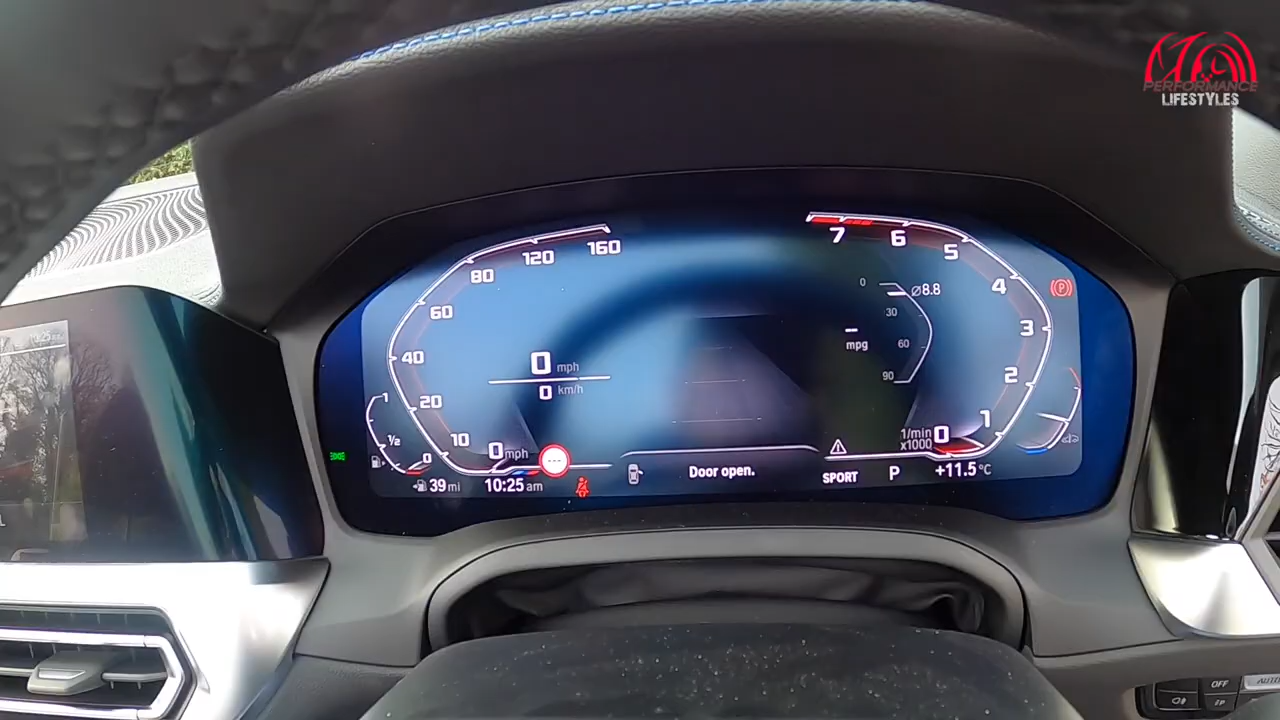 PERFORMANCE
LIFESTYLES
160
120
80
60
40
20
10
0
0 mph
0 km/h
0 mph
1
½
0
39 mi
10:25 am
Door open.
7
6
5
4
3
2
1
0
1/min
x1000
0
30
60
90
Ø8.8
--
mpg
(P)
SPORT
P
+11.5 °C
OFF
AUTO